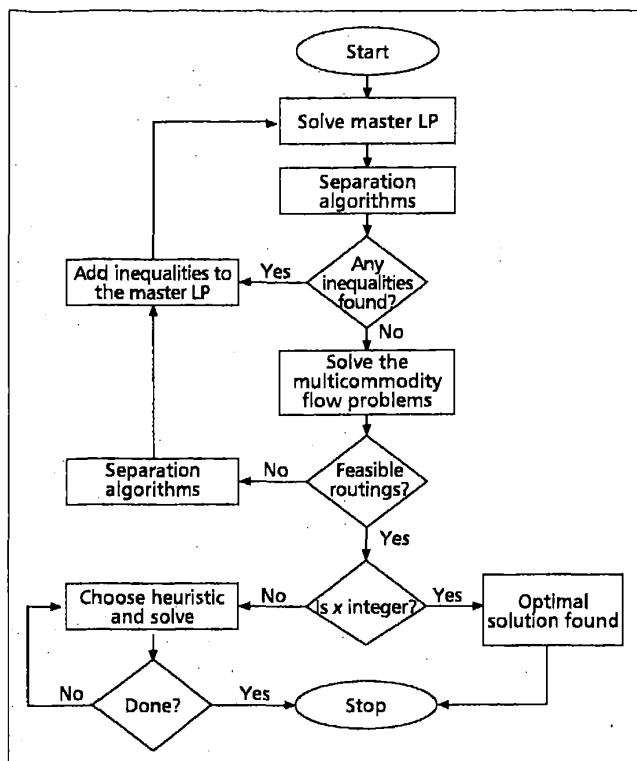 Start
Solve master LP
Separation
algorithms
Any
inequalities
found?
Yes
Add inequalities to
the master LP
No
Solve the
multicommodity
flow problems
Feasible
routings?
No
Separation
algorithms
Yes
Is x integer?
No
Choose heuristic
and solve
Yes
Optimal
solution found
Done?
No
Yes
Stop